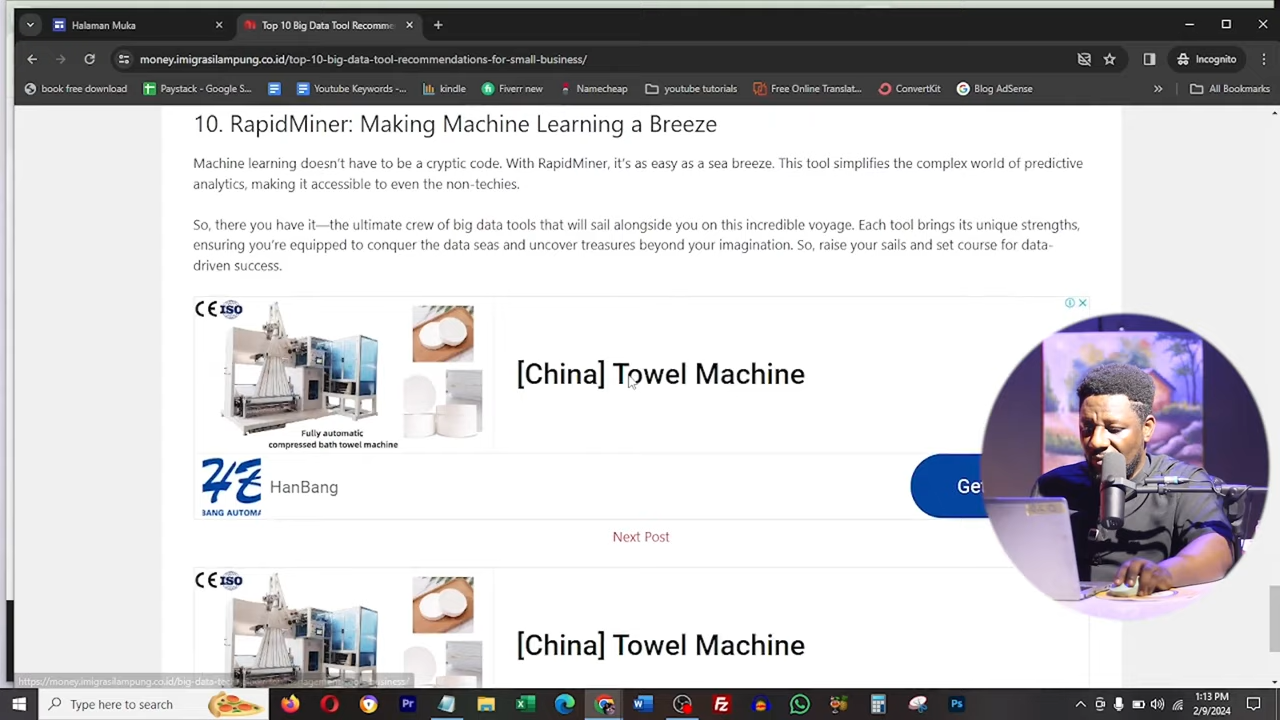 Halaman Muka
Top 10 Big Data Tool Recomme
money.imigrasilampung.co.id/top-10-big-data-tool-recommendations-for-small-business/
Incognito
book free download
Paystack - Google S...
Youtube Keywords -...
kindle
Fiverr new
Namecheap
youtube tutorials
Free Online Translat...
ConvertKit
Blog AdSense
All Bookmarks
10. RapidMiner: Making Machine Learning a Breeze
Machine learning doesn't have to be a cryptic code. With RapidMiner, it's as easy as a sea breeze. This tool simplifies the complex world of predictive
analytics, making it accessible to even the non-techies.
So, there you have it—the ultimate crew of big data tools that will sail alongside you on this incredible voyage. Each tool brings its unique strengths,
ensuring you're equipped to conquer the data seas and uncover treasures beyond your imagination. So, raise your sails and set course for data-
driven success.
CE ISO
[China] Towel Machine
Fully automatic
compressed bath towel machine
HanBang
BANG AUTOMA
Get
Next Post
CE ISO
[China] Towel Machine
Type here to search
1:13 PM
2/9/2024